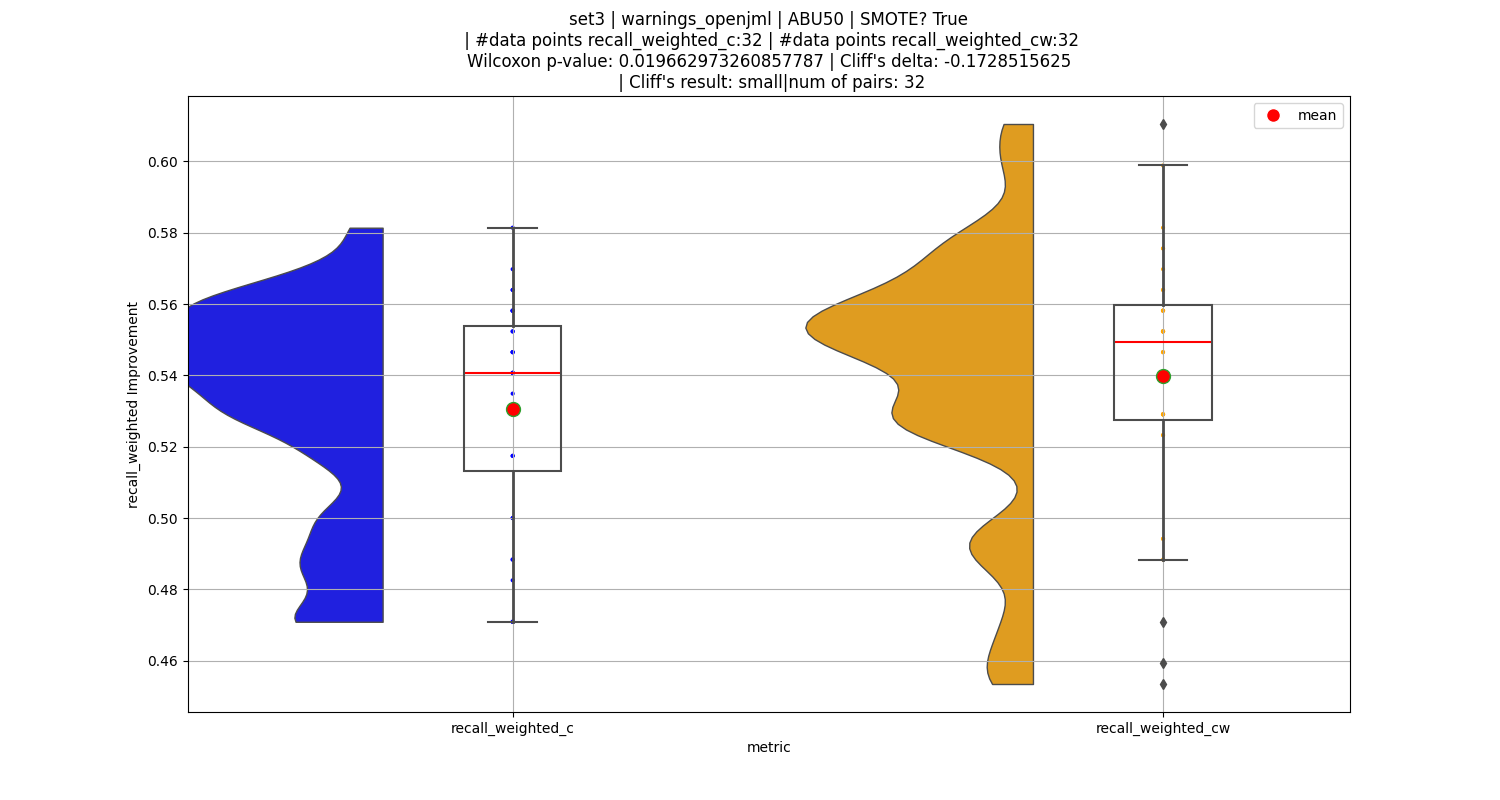 set3 | warnings_openjml | ABU50 | SMOTE? True
| #data points recall_weighted_c:32 | #data points recall_weighted_cw:32
Wilcoxon p-value: 0.019662973260857787 | Cliff's delta: -0.1728515625
| Cliff's result: small|num of pairs: 32
mean
0.60
0.58
0.56
0.54
0.52
0.50
0.48
0.46
recall_weighted Improvement
recall_weighted_c
recall_weighted_cw
metric